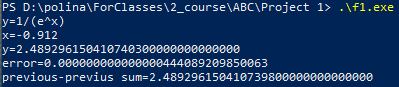 PS D:\polina\ForClasses\2_course\ABC\Project 1> .\f1.exe
y=1/(e^x)
x=-0.912
y=2.489296150410740300000000000000
error=0.000000000000000444089209850063
previous-previus sum=2.489296150410739800000000000000